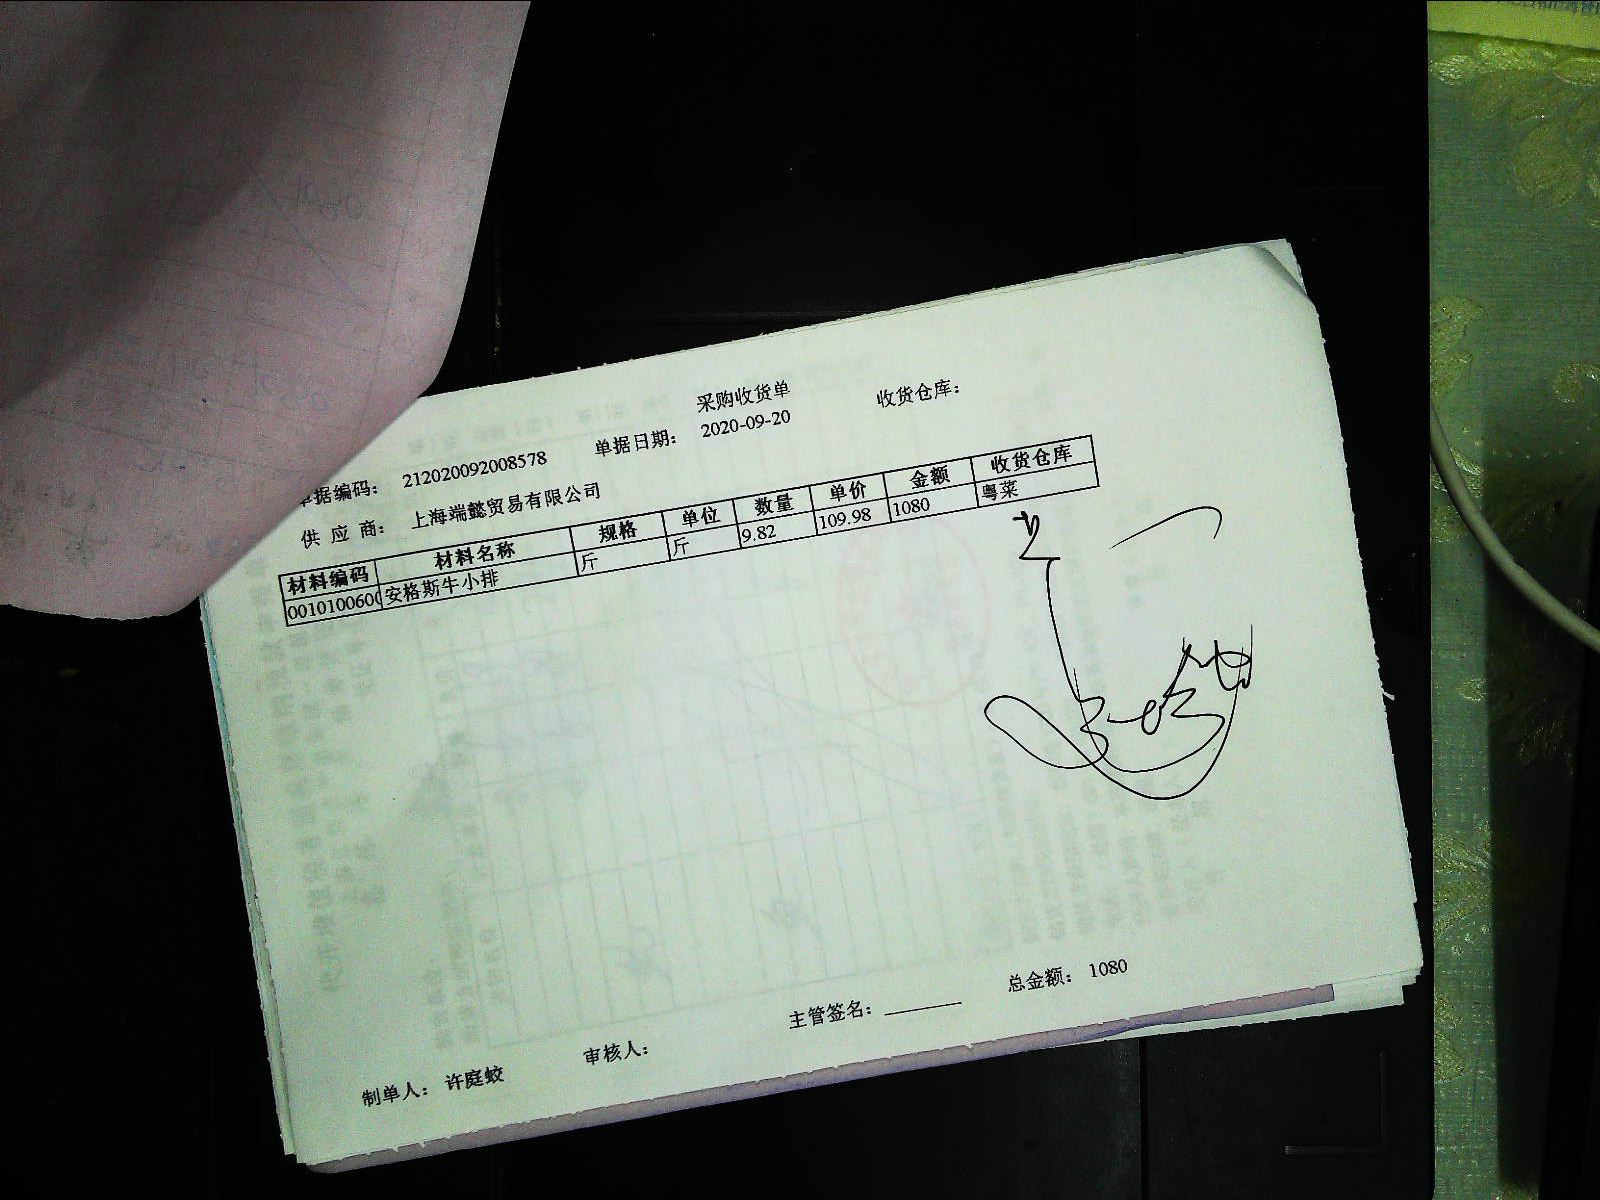 采购收货单
单据编码： 212020092008578 单据日期： 2020-09-20 收货仓库：
供 应 商： 上海端懿贸易有限公司
材料编码 材料名称 规格 单位 数量 单价 金额 收货仓库
0010100600 安格斯牛小排 斤 斤 9.82 109.98 1080 粤菜
制单人： 许庭蛟 审核人： 主管签名： 总金额： 1080